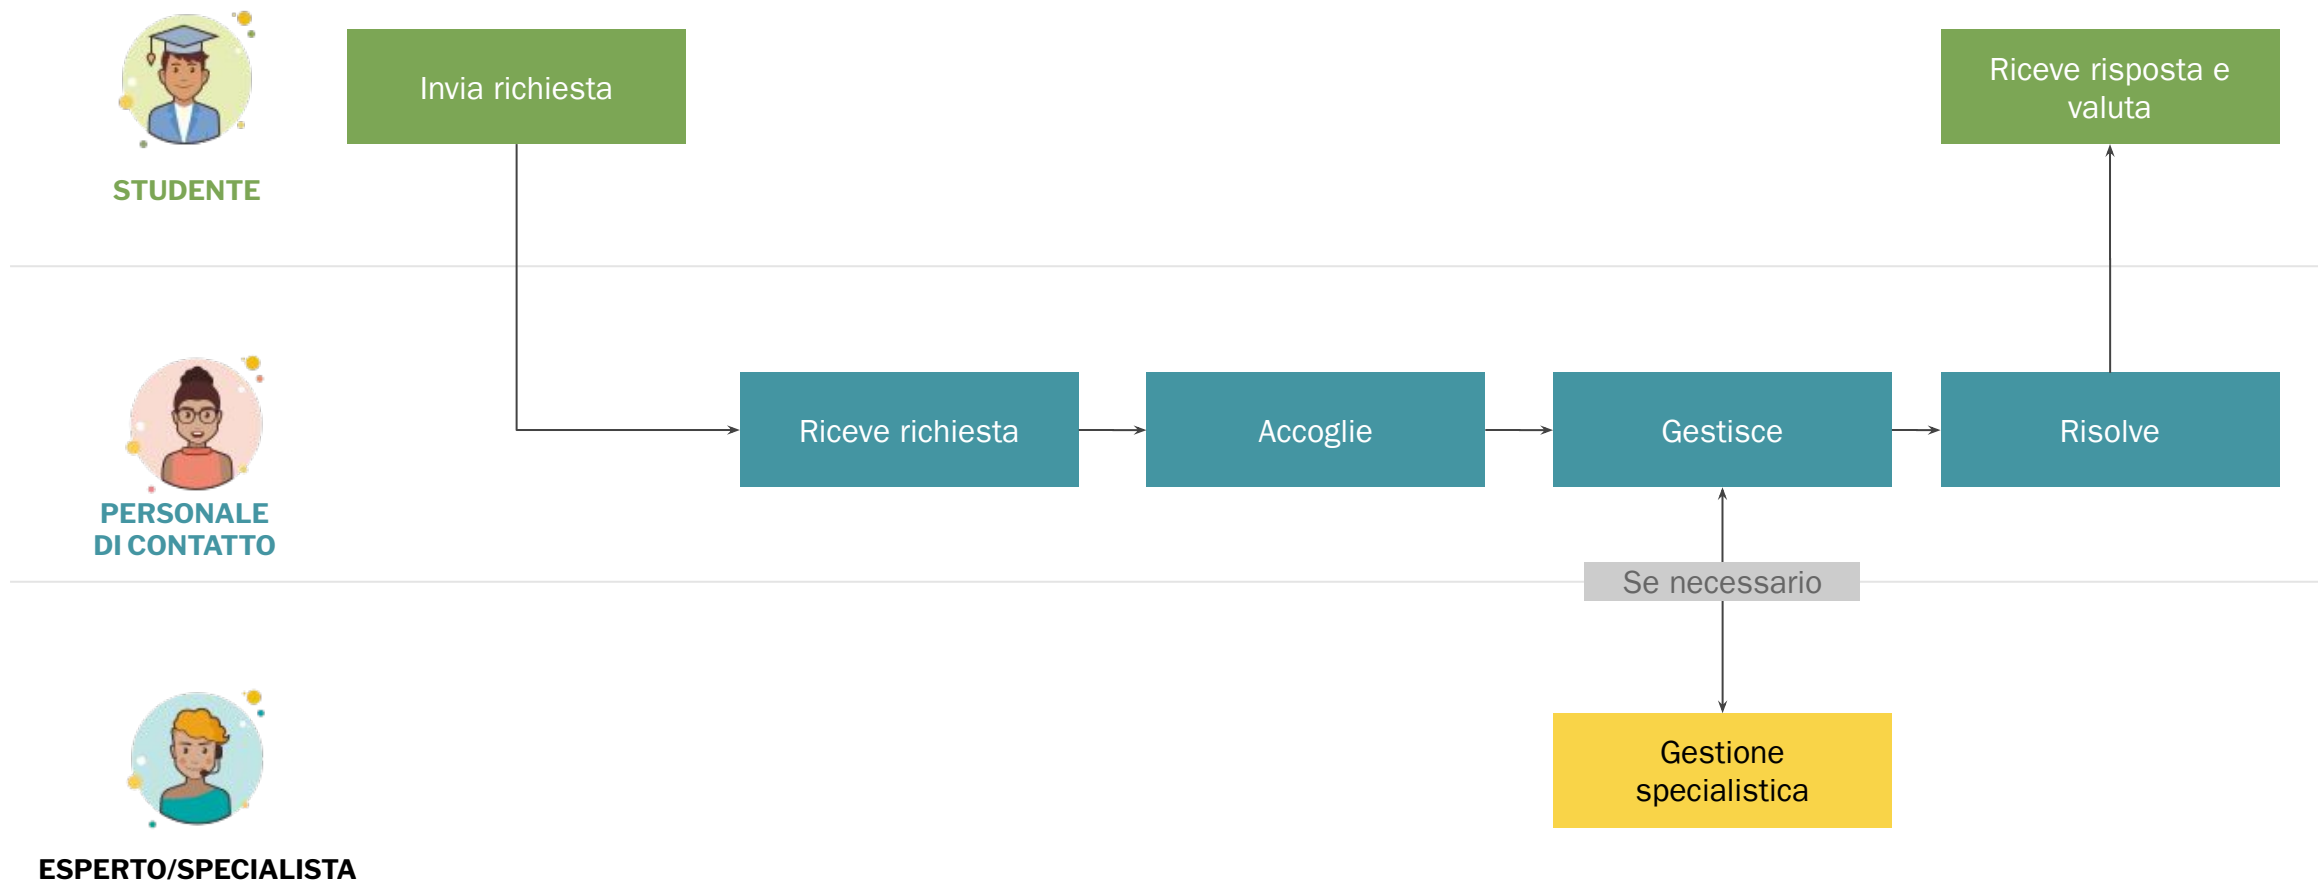 Invia richiesta
Riceve risposta e
valuta
STUDENTE
Riceve richiesta
Accoglie
Gestisce
Risolve
PERSONALE
DI CONTATTO
Se necessario
Gestione
specialistica
ESPERTO/SPECIALISTA